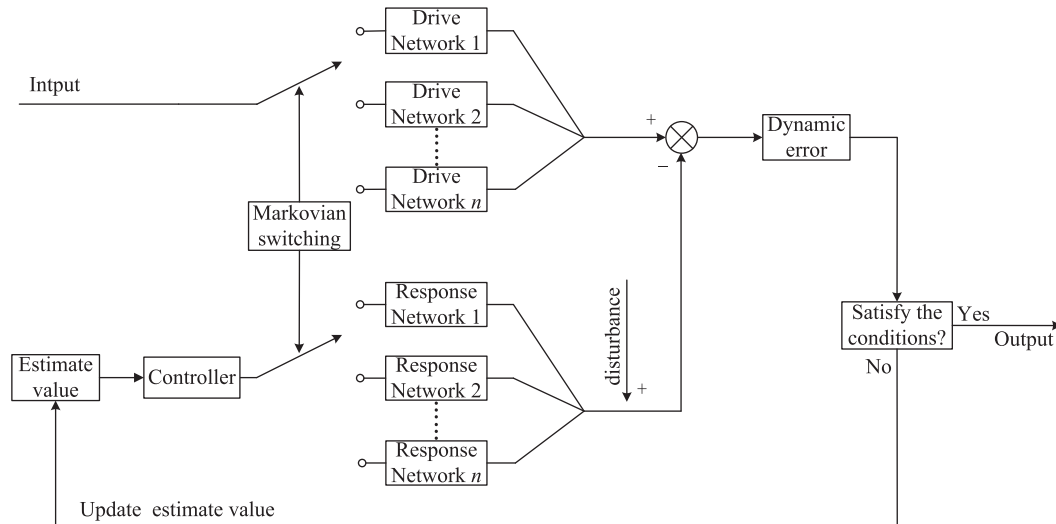 Intput
Drive
Network 1
Drive
Network 2
Drive
Network n
Markovian
switching
+
−
Dynamic
error
Response
Network 1
Response
Network 2
Response
Network n
disturbance
+
Satisfy the
conditions?
Yes
Output
No
Estimate
value
Controller
Update estimate value